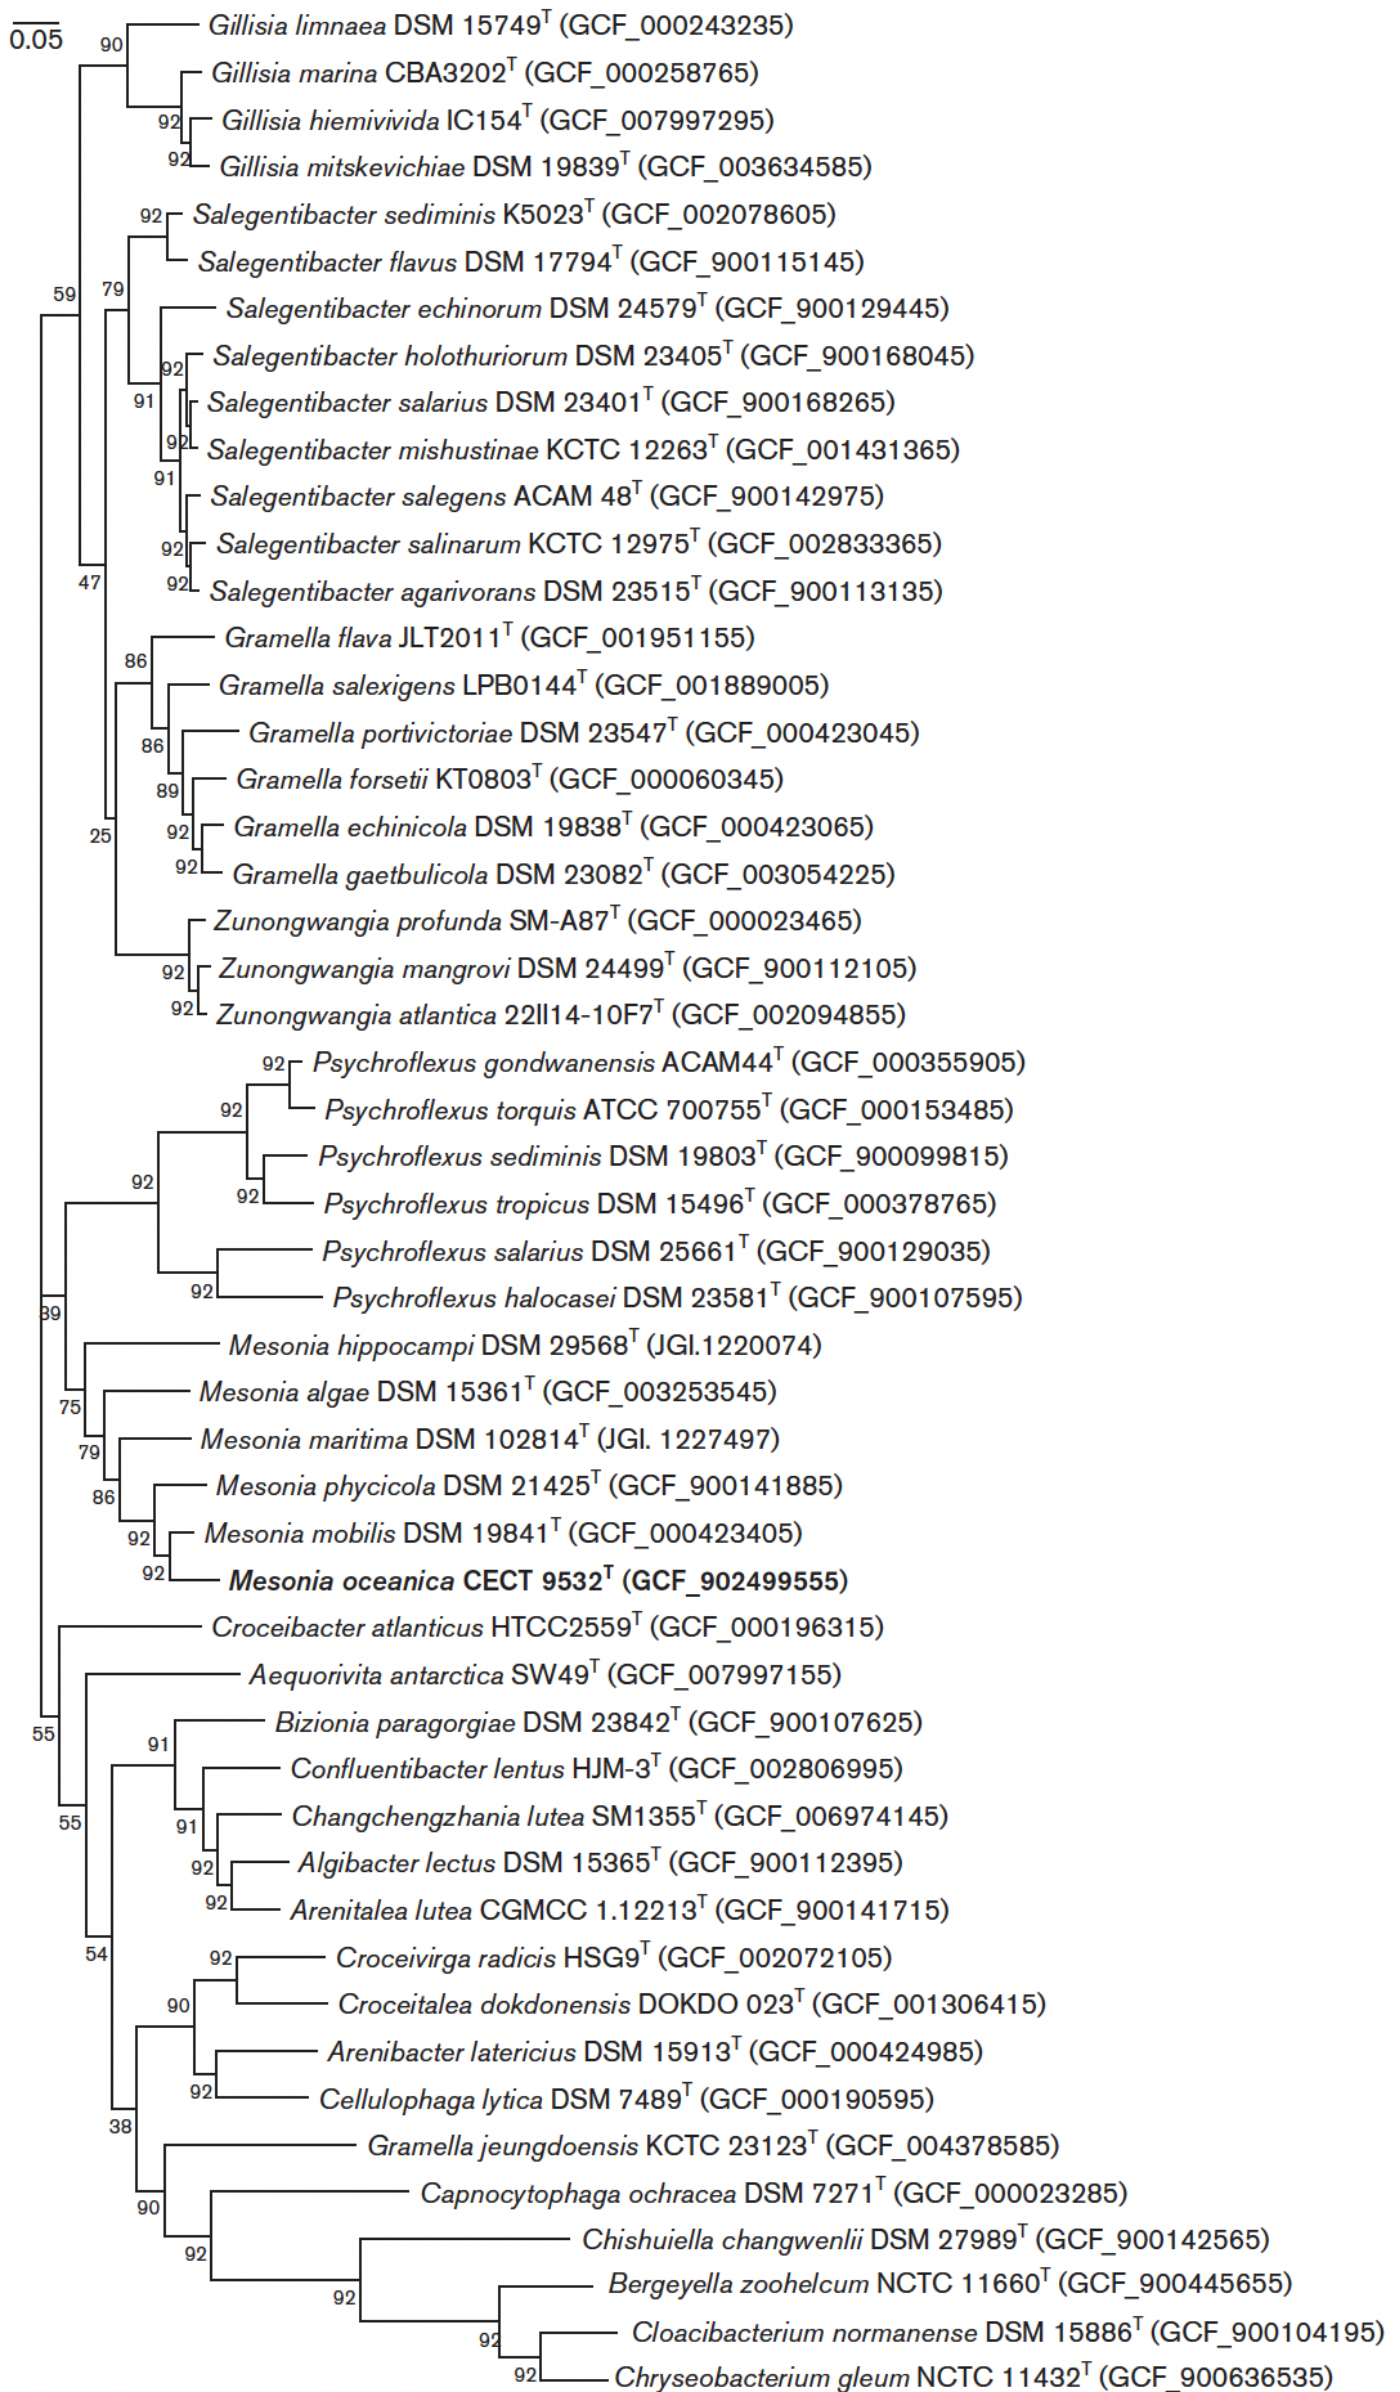 0.05
Gillisia limnaea DSM 15749T (GCF_000243235)
90
Gillisia marina CBA3202T (GCF_000258765)
92
Gillisia hiemivivida IC154T (GCF_007997295)
92
Gillisia mitskevichiae DSM 19839T (GCF_003634585)
92
Salegentibacter sediminis K5023T (GCF_002078605)
Salegentibacter flavus DSM 17794T (GCF_900115145)
59
79
Salegentibacter echinorum DSM 24579T (GCF_900129445)
Salegentibacter holothuriorum DSM 23405T (GCF_900168045)
92
91
Salegentibacter salarius DSM 23401T (GCF_900168265)
92
Salegentibacter mishustinae KCTC 12263T (GCF_001431365)
91
Salegentibacter salegens ACAM 48T (GCF_900142975)
92
Salegentibacter salinarum KCTC 12975T (GCF_002833365)
47
92
Salegentibacter agarivorans DSM 23515T (GCF_900113135)
Gramella flava JLT2011T (GCF_001951155)
86
Gramella salexigens LPB0144T (GCF_001889005)
86
Gramella portivictoriae DSM 23547T (GCF_000423045)
89
Gramella forsetii KT0803T (GCF_000060345)
25
92
Gramella echinicola DSM 19838T (GCF_000423065)
92
Gramella gaetbulicola DSM 23082T (GCF_003054225)
Zunongwangia profunda SM-A87T (GCF_000023465)
92
Zunongwangia mangrovi DSM 24499T (GCF_900112105)
92
Zunongwangia atlantica 22II14-10F7T (GCF_002094855)
92
Psychroflexus gondwanensis ACAM44T (GCF_000355905)
92
Psychroflexus torquis ATCC 700755T (GCF_000153485)
Psychroflexus sediminis DSM 19803T (GCF_900099815)
92
92
Psychroflexus tropicus DSM 15496T (GCF_000378765)
Psychroflexus salarius DSM 25661T (GCF_900129035)
92
Psychroflexus halocasei DSM 23581T (GCF_900107595)
39
Mesonia hippocampi DSM 29568T (JGI.1220074)
75
Mesonia algae DSM 15361T (GCF_003253545)
79
Mesonia maritima DSM 102814T (JGI. 1227497)
86
Mesonia phycicola DSM 21425T (GCF_900141885)
92
Mesonia mobilis DSM 19841T (GCF_000423405)
92
Mesonia oceanica CECT 9532T (GCF_902499555)
Croceibacter atlanticus HTCC2559T (GCF_000196315)
Aequorivita antarctica SW49T (GCF_007997155)
55
Bizionia paragorgiae DSM 23842T (GCF_900107625)
91
Confluentibacter lentus HJM-3T (GCF_002806995)
55
91
Changchengzhania lutea SM1355T (GCF_006974145)
92
Algibacter lectus DSM 15365T (GCF_900112395)
92
Arenitalea lutea CGMCC 1.12213T (GCF_900141715)
54
92
Croceivirga radicis HSG9T (GCF_002072105)
90
Croceitalea dokdonensis DOKDO 023T (GCF_001306415)
Arenibacter latericius DSM 15913T (GCF_000424985)
92
Cellulophaga lytica DSM 7489T (GCF_000190595)
38
Gramella jeungdoensis KCTC 23123T (GCF_004378585)
90
Capnocytophaga ochracea DSM 7271T (GCF_000023285)
92
Chishuiella changwenlii DSM 27989T (GCF_900142565)
92
Bergeyella zoohelcum NCTC 11660T (GCF_900445655)
92
Cloacibacterium normanense DSM 15886T (GCF_900104195)
92
Chryseobacterium gleum NCTC 11432T (GCF_900636535)